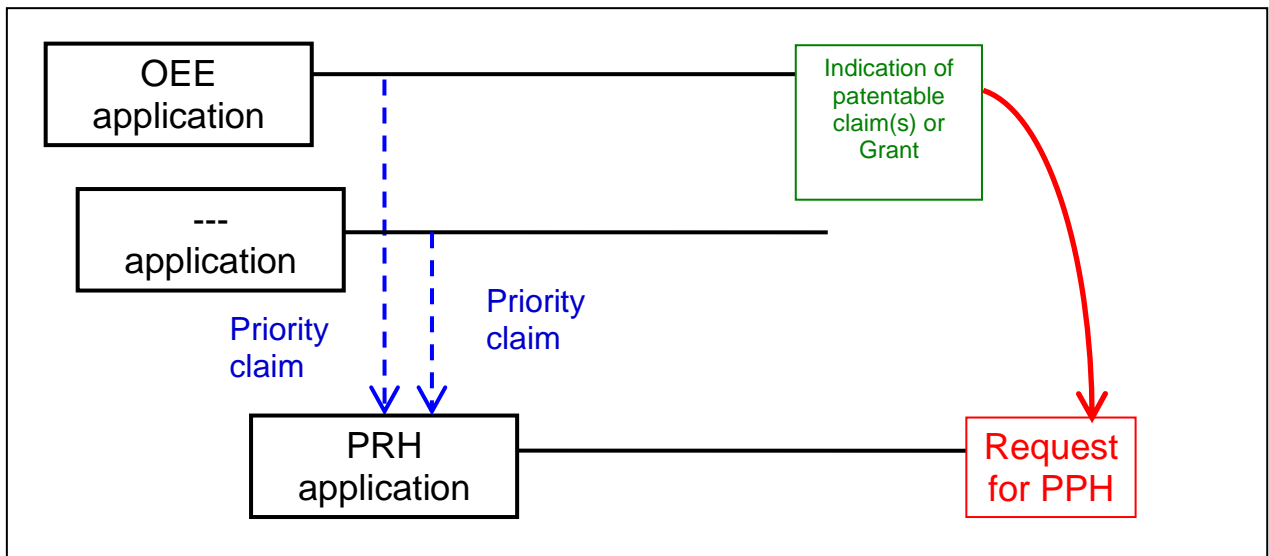 OEE
application
Indication of
patentable
claim(s) or
Grant
---
application
Priority
claim
Priority
claim
PRH
application
Request
for PPH